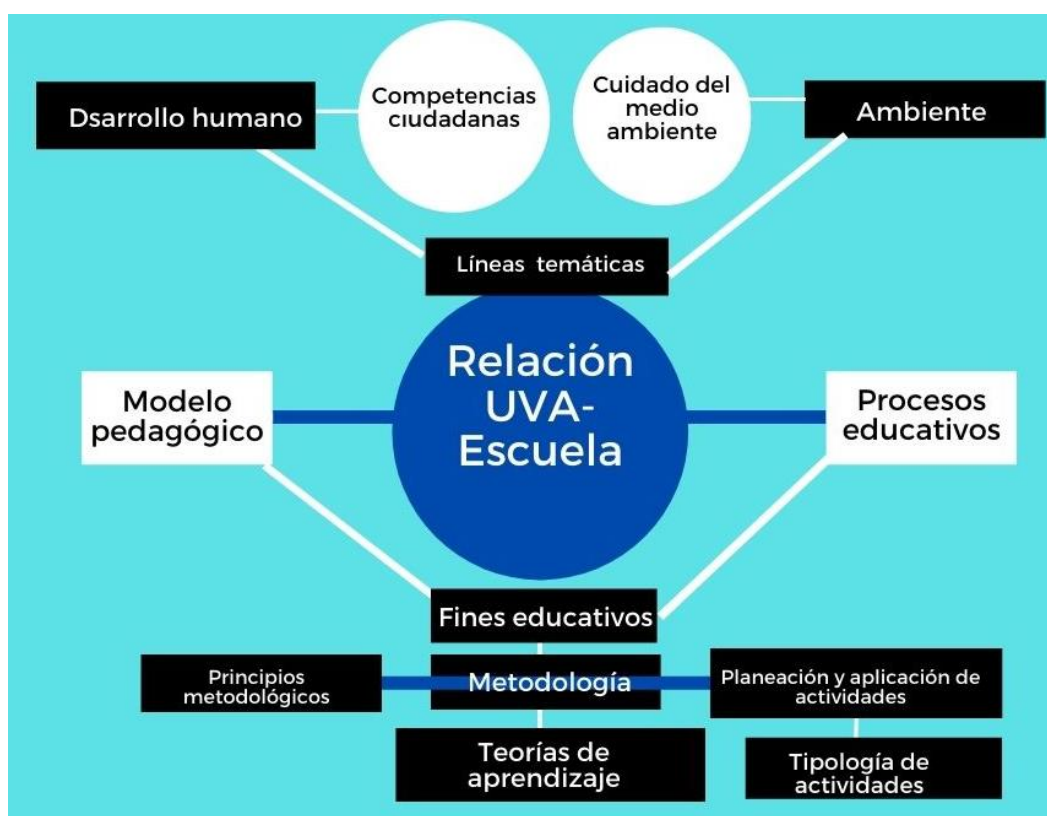 Competencias
ciudadanas
Cuidado del
medio
ambiente
Dsarrollo humano
Ambiente
Líneas temáticas
Relación
UVA-
Escuela
Modelo
pedagógico
Procesos
educativos
Fines educativos
Principios
metodológicos
Metodología
Planeación y aplicación de
actividades
Teorías de
aprendizaje
Tipología de
actividades